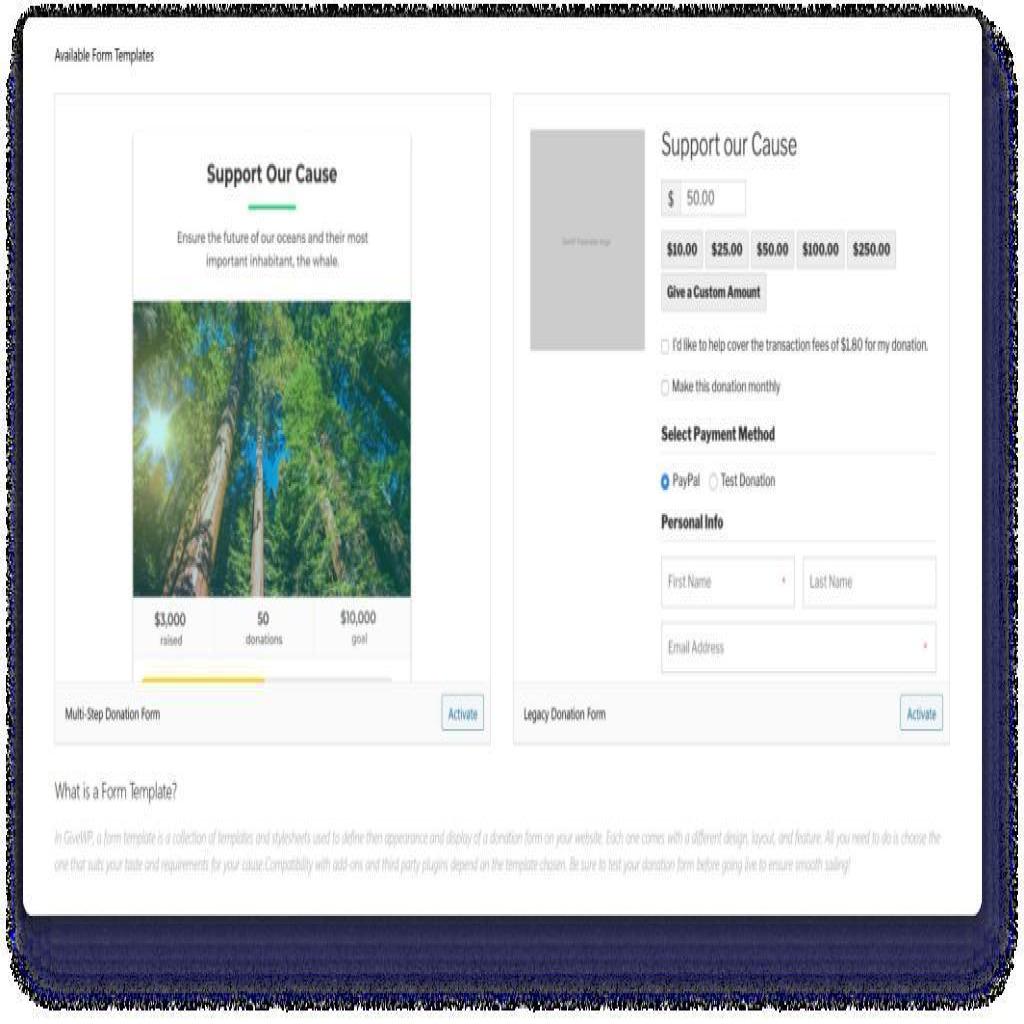 Available Form Templates
Support Our Cause
Ensure the future of our oceans and their most
important inhabitant, the whale.
$3,000
raised
50
donations
$10,000
goal
Multi-Step Donation Form
Activate
Support our Cause
$ 50.00
$10.00 $25.00 $50.00 $100.00 $250.00
Give a Custom Amount
I'd like to help cover the transaction fees of $1.80 for my donation.
Make this donation monthly
Select Payment Method
PayPal Test Donation
Personal Info
First Name * Last Name
Email Address *
Legacy Donation Form
Activate
What is a Form Template?
In GiveWP, a form template is a collection of templates and stylesheets used to define then appearance and display of a donation form on your website. Each one comes with a different design, layout, and feature. All you need to do is choose the
one that suits your taste and requirements for your cause.Compatibility with add-ons and third party plugins depend on the template chosen. Be sure to test your donation form before going live to ensure smooth sailing!